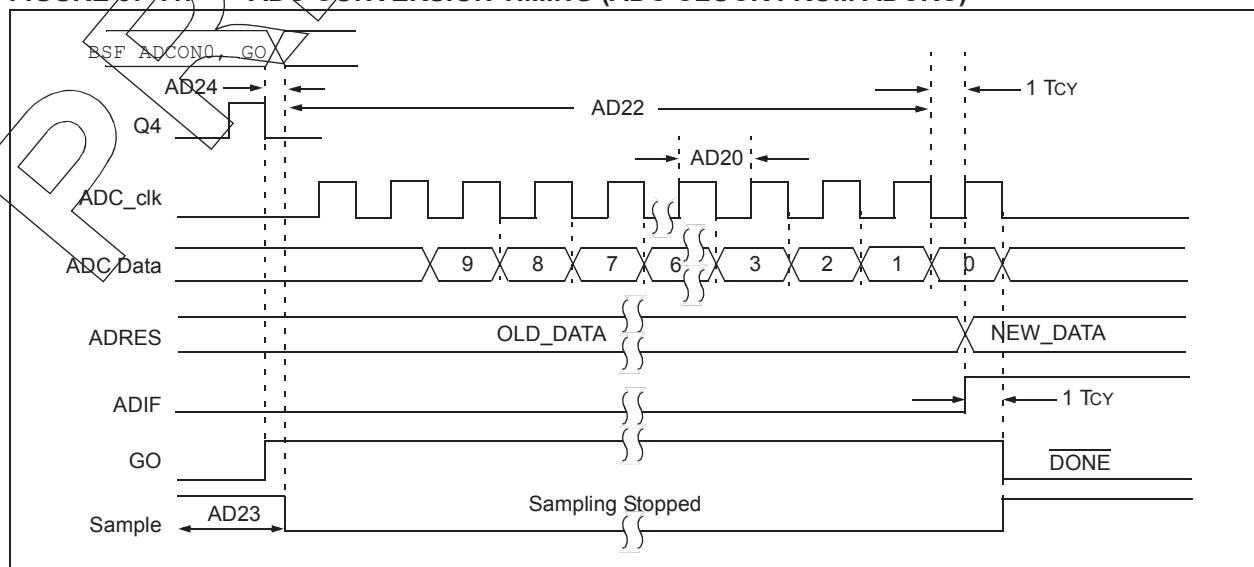 BSF ADCON0, GO
AD24
1 TCY
AD22
Q4
AD20
ADC_clk
ADC Data
9 8 7 6 3 2 1 0
ADRES
OLD_DATA
NEW_DATA
ADIF
1 TCY
GO
DONE
Sampling Stopped
AD23
Sample